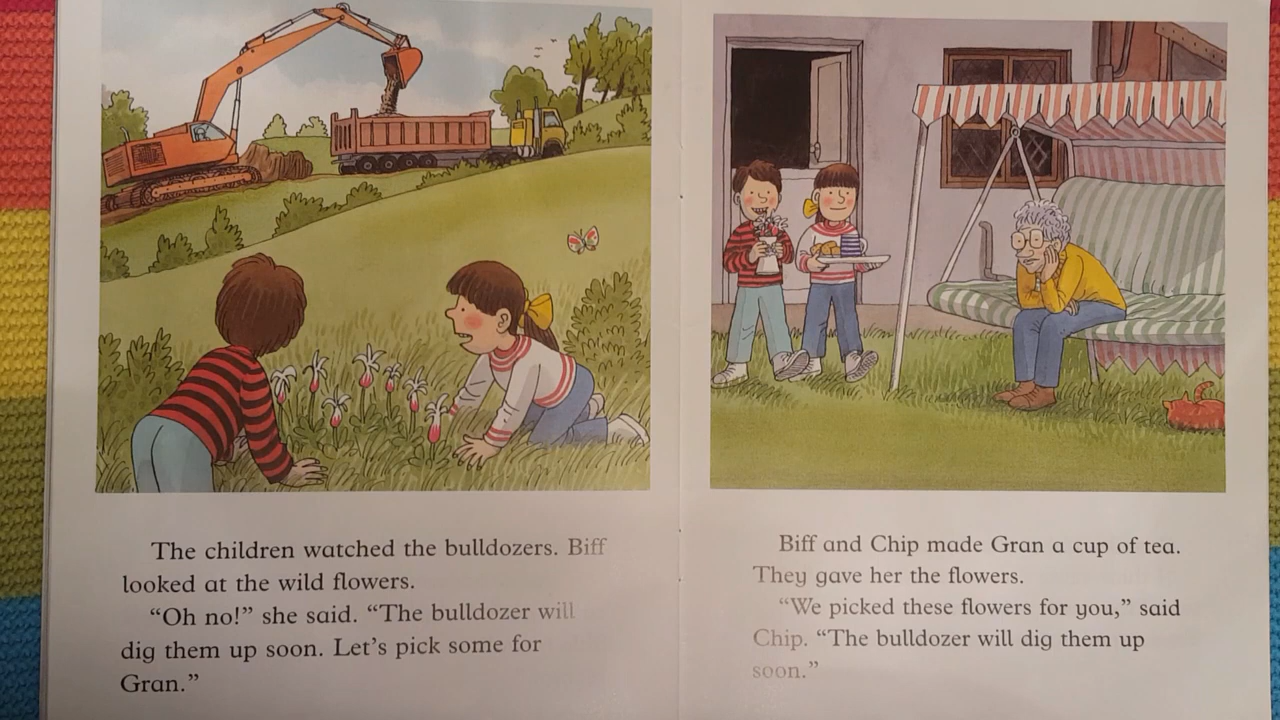 The children watched the bulldozers. Biff
looked at the wild flowers.
“Oh no!” she said. “The bulldozer will
dig them up soon. Let’s pick some for
Gran.”
Biff and Chip made Gran a cup of tea.
They gave her the flowers.
“We picked these flowers for you,” said
Chip. “The bulldozer will dig them up
soon.”